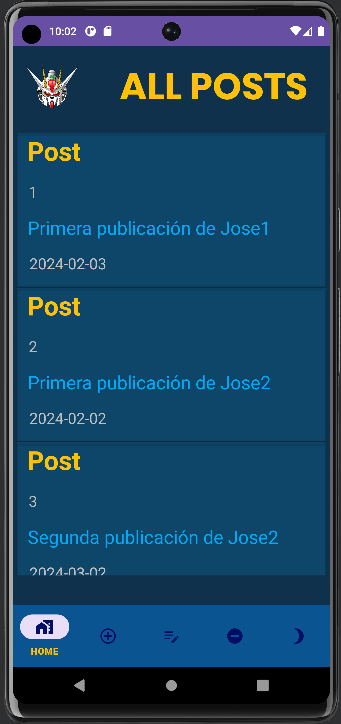 10:02
ALL POSTS
Post
1
Primera publicación de Jose1
2024-02-03
Post
2
Primera publicación de Jose2
2024-02-02
Post
3
Segunda publicación de Jose2
2024-03-02
HOME